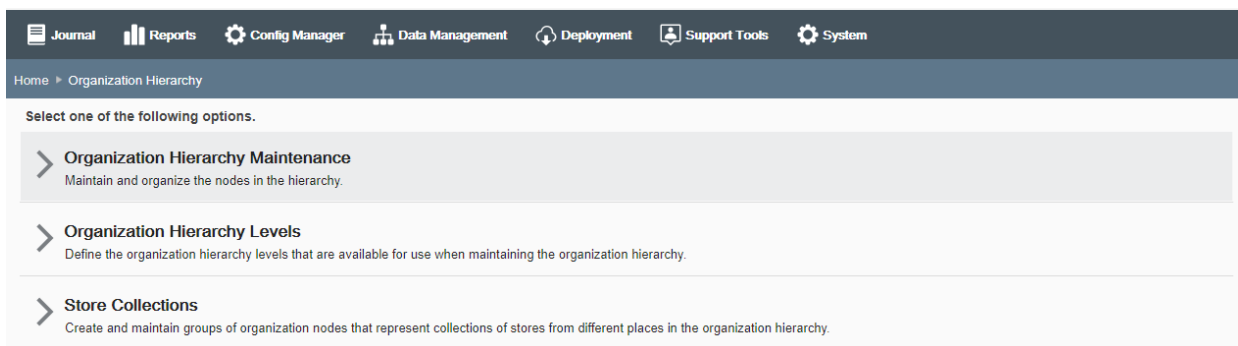 Journal Reports Config Manager Data Management Deployment Support Tools System
Home Organization Hierarchy
Select one of the following options.
Organization Hierarchy Maintenance
Maintain and organize the nodes in the hierarchy.
Organization Hierarchy Levels
Define the organization hierarchy levels that are available for use when maintaining the organization hierarchy.
Store Collections
Create and maintain groups of organization nodes that represent collections of stores from different places in the organization hierarchy.